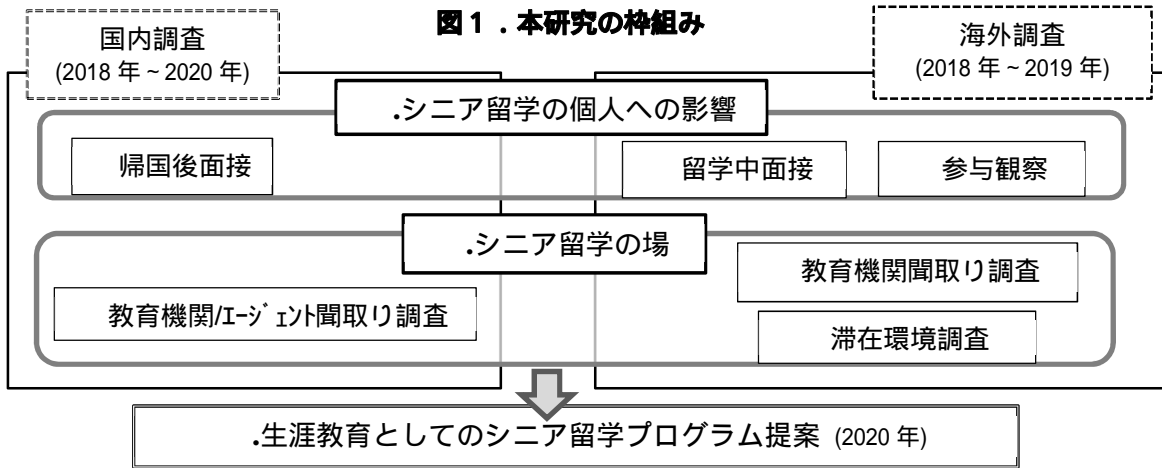 図1．本研究の枠組み
国内調査
(2018 年～2020 年)
海外調査
(2018 年～2019 年)
.シニア留学の個人への影響
帰国後面接
留学中面接
参与観察
.シニア留学の場
教育機関聞取り調査
教育機関/ｴｰｼﾞｪﾝﾄ聞取り調査
滞在環境調査
.生涯教育としてのシニア留学プログラム提案 (2020 年)